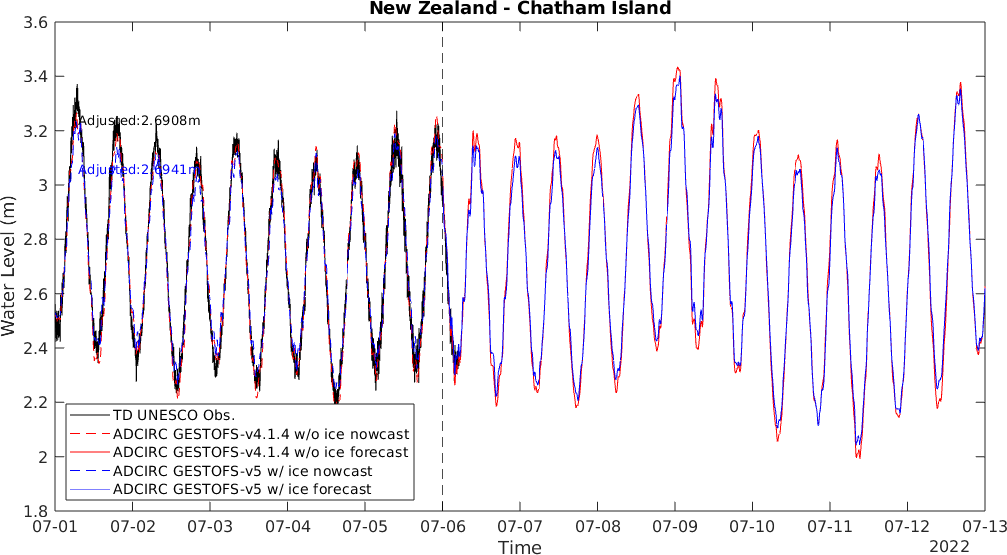 New Zealand - Chatham Island
3.6
3.4
3.2
3
2.8
2.6
2.4
2.2
2
1.8
Water Level (m)
Adjusted:2.6908m
Adjusted:2.6941m
TD UNESCO Obs.
ADCIRC GESTOFS-v4.1.4 w/o ice nowcast
ADCIRC GESTOFS-v4.1.4 w/o ice forecast
ADCIRC GESTOFS-v5 w/ ice nowcast
ADCIRC GESTOFS-v5 w/ ice forecast
07-01 07-02 07-03 07-04 07-05 07-06 07-07 07-08 07-09 07-10 07-11 07-12 07-13
Time
2022